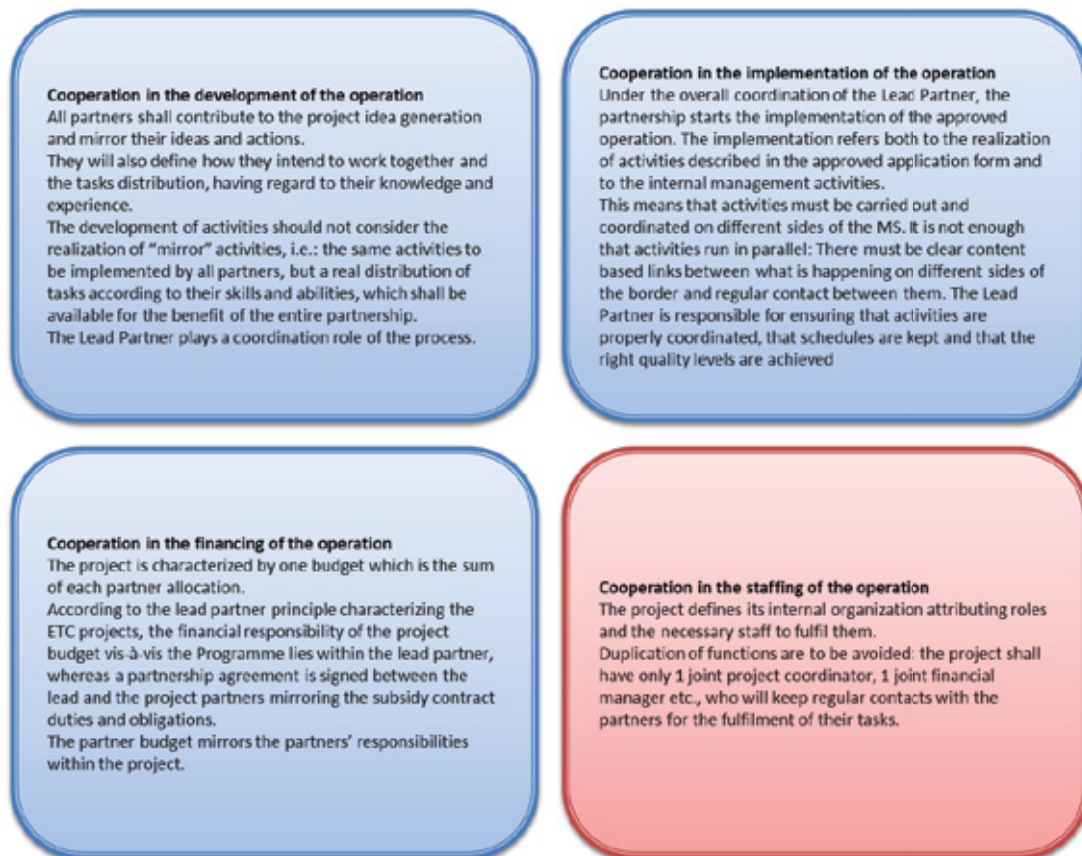 Cooperation in the development of the operation
All partners shall contribute to the project idea generation
and mirror their ideas and actions.
They will also define how they intend to work together and
the tasks distribution, having regard to their knowledge and
experience.
The development of activities should not consider the
realization of “mirror” activities, i.e.: the same activities to
be implemented by all partners, but a real distribution of
tasks according to their skills and abilities, which shall be
available for the benefit of the entire partnership.
The Lead Partner plays a coordination role of the process.
Cooperation in the implementation of the operation
Under the overall coordination of the Lead Partner, the
partnership starts the implementation of the approved
operation. The implementation refers both to the realization
of activities described in the approved application form and
to the internal management activities.
This means that activities must be carried out and
coordinated on different sides of the MS. It is not enough
that activities run in parallel: There must be clear content
based links between what is happening on different sides of
the border and regular contact between them. The Lead
Partner is responsible for ensuring that activities are
properly coordinated, that schedules are kept and that the
right quality levels are achieved
Cooperation in the financing of the operation
The project is characterized by one budget which is the sum
of each partner allocation.
According to the lead partner principle characterizing the
ETC projects, the financial responsibility of the project
budget vis-à-vis the Programme lies within the lead partner,
whereas a partnership agreement is signed between the
lead and the project partners mirroring the subsidy contract
duties and obligations.
The partner budget mirrors the partners’ responsibilities
within the project.
Cooperation in the staffing of the operation
The project defines its internal organization attributing roles
and the necessary staff to fulfil them.
Duplication of functions are to be avoided: the project shall
have only 1 joint project coordinator, 1 joint financial
manager etc., who will keep regular contacts with the
partners for the fulfilment of their tasks.